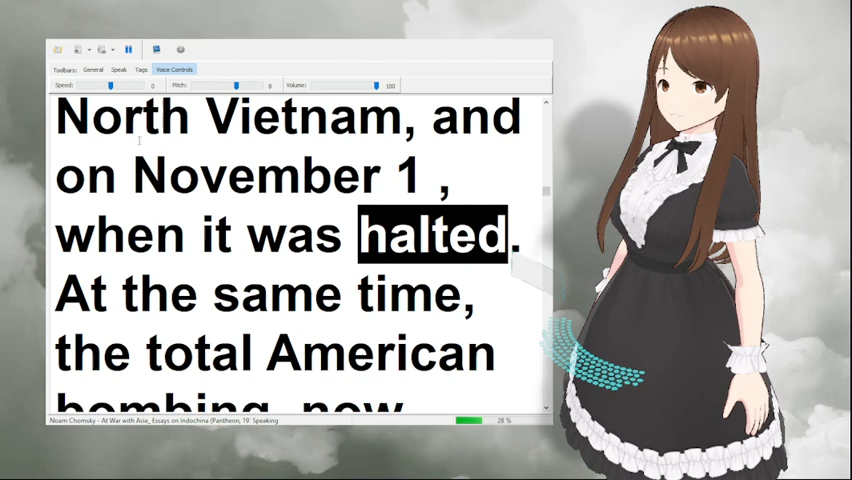 Toolbars: General Speak Tags Voice Controls
Speed: 0 Pitch: 8 Volume: 100
North Vietnam, and
on November 1 ,
when it was halted.
At the same time,
the total American
bombing, now
Noam Chomsky - At War with Asia_ Essays on Indochina (Pantheon, 19 Speaking 28 %